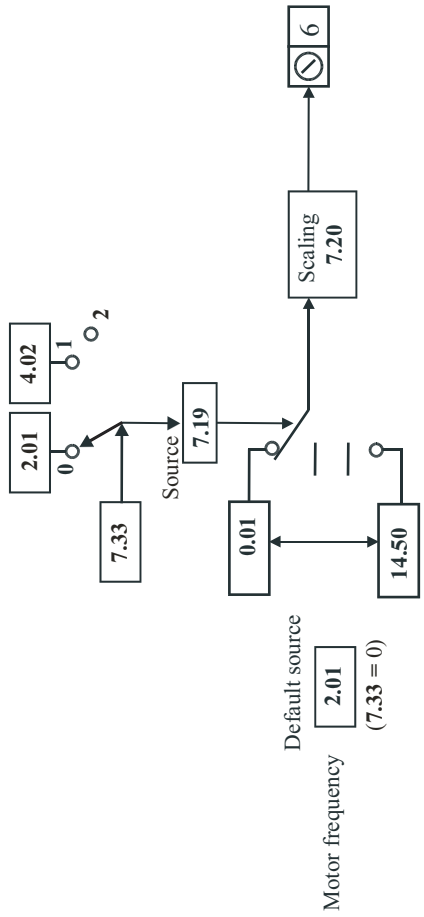 2.01
4.02
0
1
2
7.33
Source
7.19
0.01
Default source
Scaling
7.20
6
Motor frequency
2.01
(7.33 = 0)
14.50